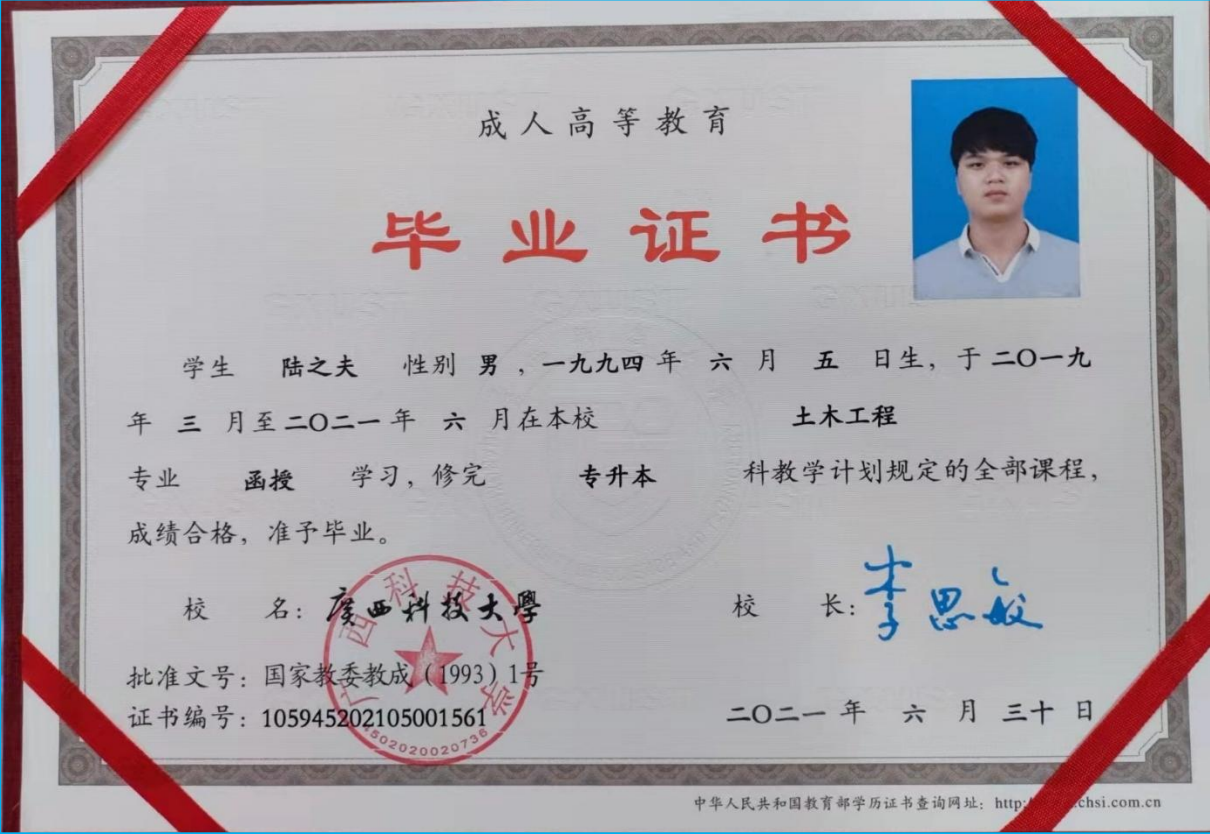 成人高等教育
毕业证书
学生 陆之夫 性别 男，一九九四年 六 月 五 日生，于二〇一九
年 三 月至二〇二一年 六 月在本校 土木工程
专业 函授 学习，修完 专升本 科教学计划规定的全部课程，
成绩合格，准予毕业。
校 名：廣西科技大學
校 长：李思敏
广西科技大学
批准文号：国家教委教成（1993）1号
证书编号：105945202105001561
4502020020736
二〇二一年 六 月 三十 日
中华人民共和国教育部学历证书查询网址：http: .chsi.com.cn